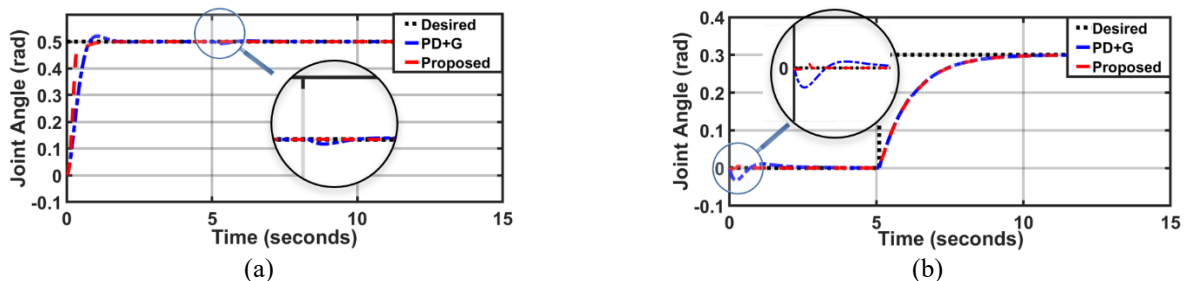 0.5
0.4
0.3
0.2
0.1
0
-0.1
Joint Angle (rad)
0 5 10 15
Time (seconds)
Desired
PD+G
Proposed
(a)
0.4
0.3
0.2
0.1
0
-0.1
Joint Angle (rad)
0
0 5 10 15
Time (seconds)
Desired
PD+G
Proposed
(b)